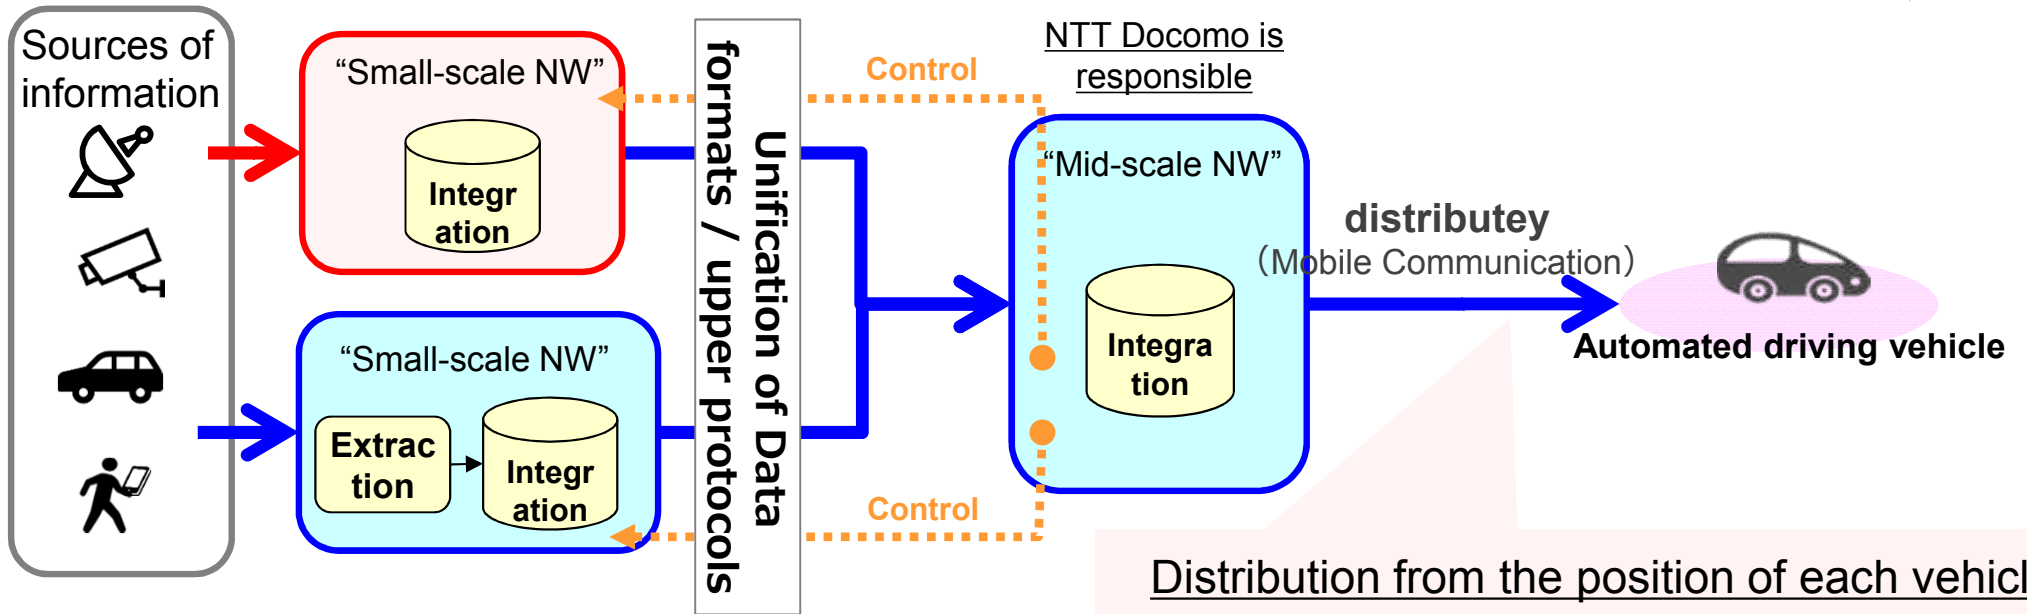 Sources of
information
“Small-scale NW”
Integr
ation
“Small-scale NW”
Extrac
tion
Integr
ation
Unification of Data
formats / upper protocols
Control
Control
NTT Docomo is
responsible
“Mid-scale NW”
Integra
tion
distributey
（Mobile Communication）
Automated driving vehicle
Distribution from the position of each vehicl